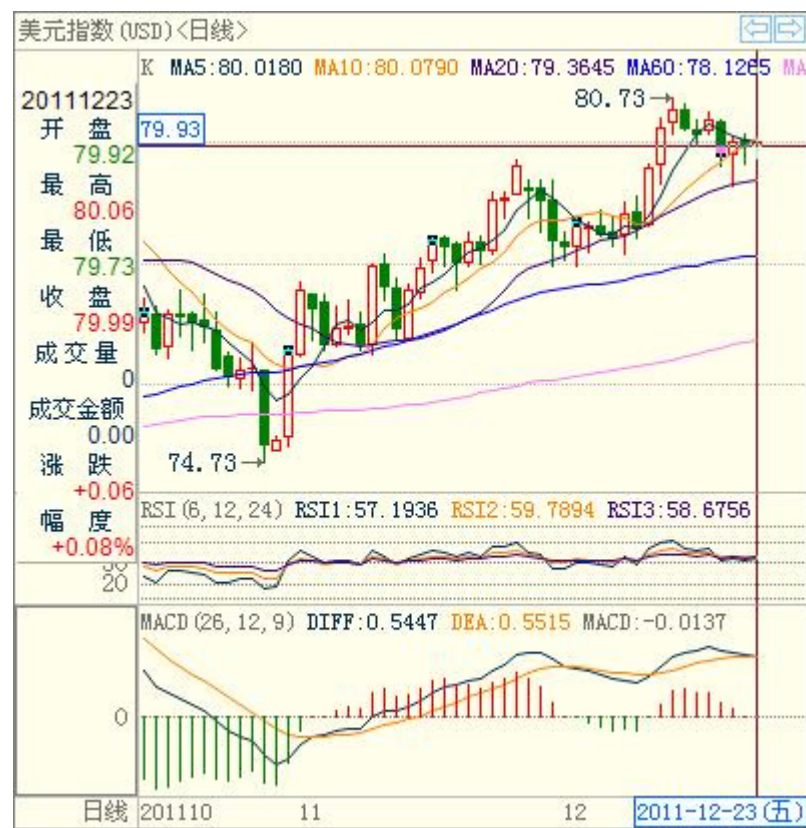 美元指数(USD)<日线>
K MA5:80.0180 MA10:80.0790 MA20:79.3645 MA60:78.1265 MA
80.73
20111223
开 盘
79.93
79.92
最 高
80.06
最 低
79.73
收 盘
79.99
成交量
0
成交金额
0.00
涨 跌
74.73
+0.06
幅 度
+0.08%
RSI(6,12,24) RSI1:57.1936 RSI2:59.7894 RSI3:58.6756
20
MACD(26,12,9) DIFF:0.5447 DEA:0.5515 MACD:-0.0137
0
日线 201110 11 12 2011-12-23(五)